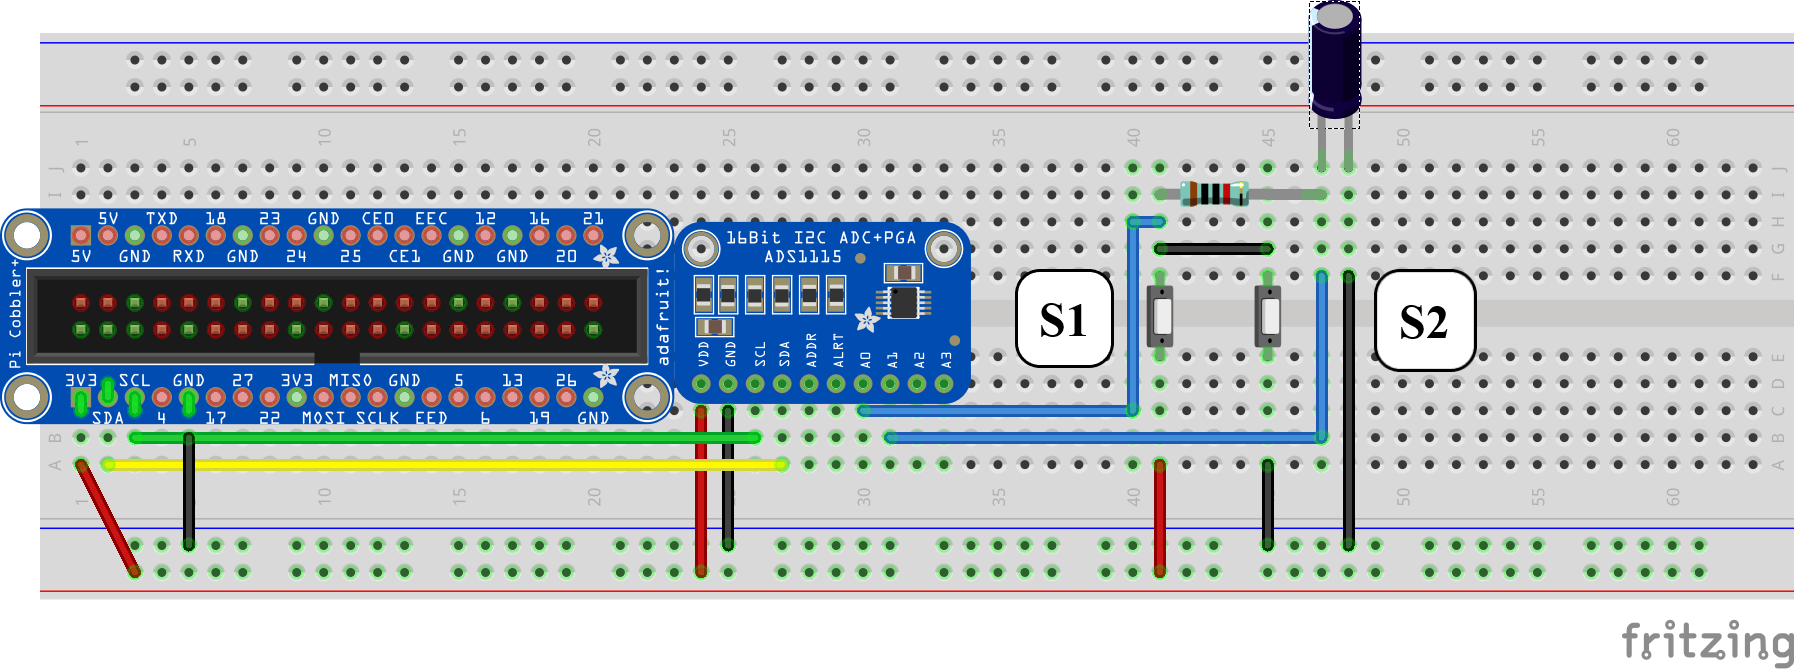 1 5 10 15 20 25 30 35 40 45 50 55 60
J J
I I
5V TXD 18 23 GND CE0 EEC 12 16 21
H
5V GND RXD GND 24 25 CE1 GND GND 20
G
F
Pi Cobbler+
adafruit!
16Bit I2C ADC+PGA
ADS1115
VDD GND SCL SDA ADDR ALRT A0 A1 A2 A3
S1
S2
E
D
3V3 SCL GND 27 3V3 MISO GND 5 13 26
C
SDA 4 17 22 MOSI SCLK EED 6 19 GND
B B
A A
1 10 15 20 30 35 40 45 50 55 60
fritzing